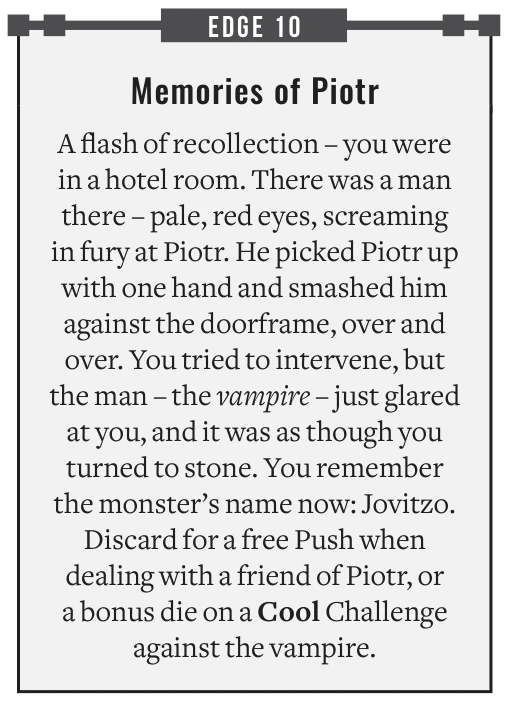 EDGE 10
Memories of Piotr
A flash of recollection – you were
in a hotel room. There was a man
there – pale, red eyes, screaming
in fury at Piotr. He picked Piotr up
with one hand and smashed him
against the doorframe, over and
over. You tried to intervene, but
the man – the vampire – just glared
at you, and it was as though you
turned to stone. You remember
the monster’s name now: Jovitzo.
Discard for a free Push when
dealing with a friend of Piotr, or
a bonus die on a Cool Challenge
against the vampire.